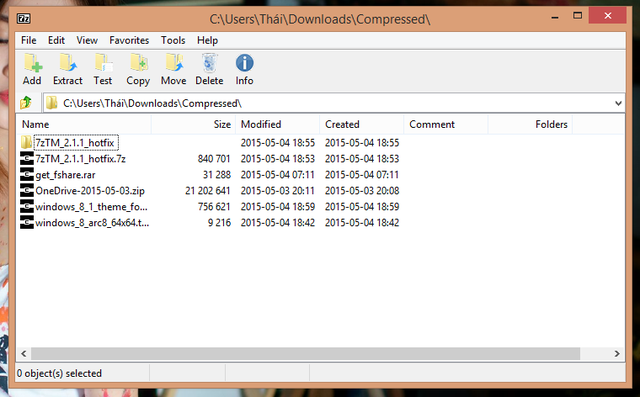 7z C:\Users\Thái\Downloads\Compressed\
File Edit View Favorites Tools Help
Add Extract Test Copy Move Delete Info
C:\Users\Thái\Downloads\Compressed\
Name Size Modified Created Comment Folders
7zTM_2.1.1_hotfix 2015-05-04 18:55 2015-05-04 18:55
7zTM_2.1.1_hotfix.7z 840 701 2015-05-04 18:53 2015-05-04 18:53
get_fshare.rar 31 288 2015-05-04 07:11 2015-05-04 07:11
OneDrive-2015-05-03.zip 21 202 641 2015-05-03 20:11 2015-05-03 20:08
windows_8_1_theme_fo... 756 621 2015-05-04 18:59 2015-05-04 18:59
windows_8_arc8_64x64.t... 9 216 2015-05-04 18:42 2015-05-04 18:42
0 object(s) selected